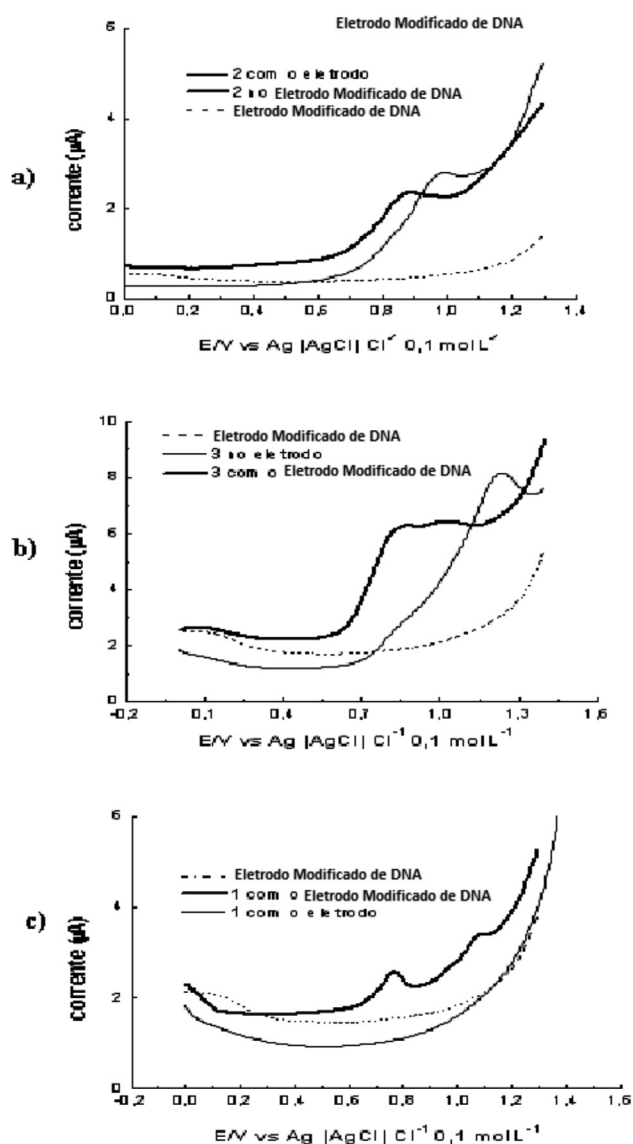 Eletrodo Modificado de DNA
6
2 com o eletrodo
2 no Eletrodo Modificado de DNA
Eletrodo Modificado de DNA
4
a)
corrente (µA)
2
0
0,0 0,2 0,4 0,6 0,8 1,0 1,2 1,4
E/V vs Ag |AgCl| Cl 0,1 mol L
10
Eletrodo Modificado de DNA
3 no eletrodo
3 com o Eletrodo Modificado de DNA
8
b)
6
corrente (µA)
4
2
0
-0,2 0,1 0,4 0,7 1,0 1,3 1,6
E/V vs Ag |AgCl| Cl⁻¹ 0,1 mol L⁻¹
6
Eletrodo Modificado de DNA
1 com o Eletrodo Modificado de DNA
1 com o eletrodo
c)
4
corrente (µA)
2
0
-0,2 0,0 0,2 0,4 0,6 0,8 1,0 1,2 1,4 1,6
E/V vs Ag |AgCl| Cl⁻¹ 0,1 mol L⁻¹